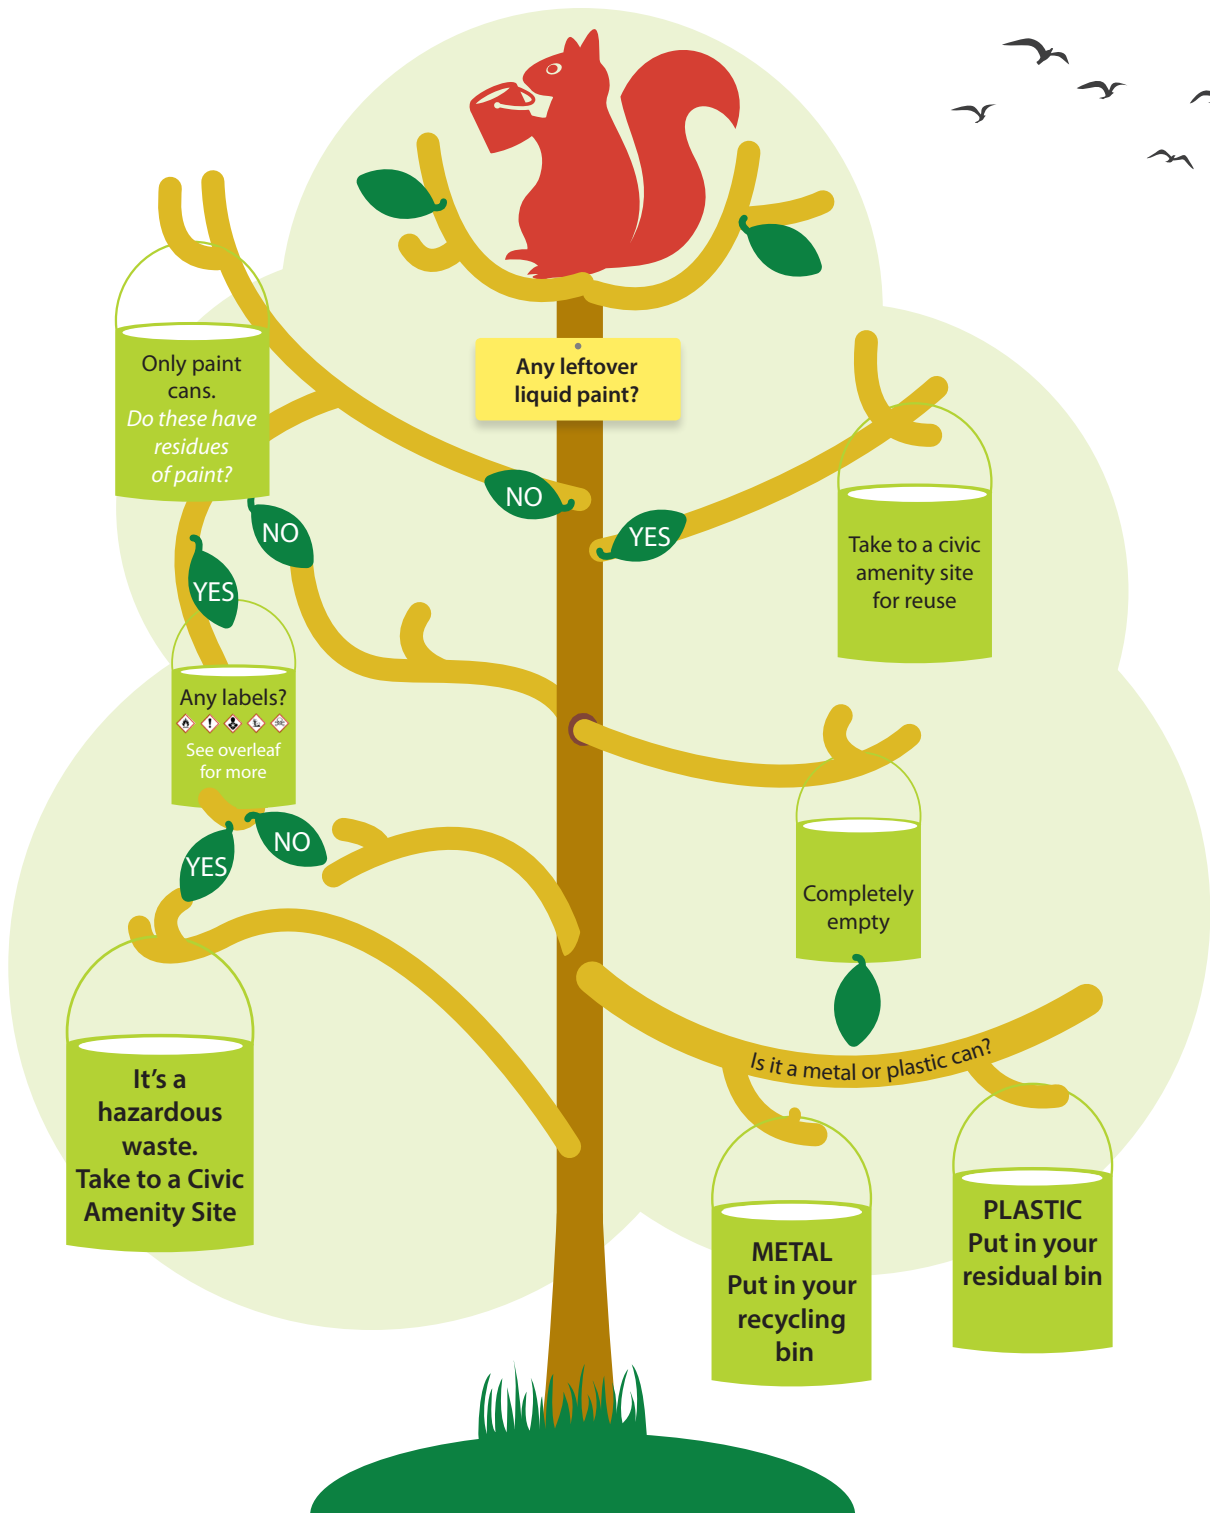 Any leftover
liquid paint?
Only paint
cans.
Do these have
residues
of paint?
NO
YES
NO
YES
Take to a civic
amenity site
for reuse
Any labels?
See overleaf
for more
YES
NO
Completely
empty
Is it a metal or plastic can?
It’s a
hazardous
waste.
Take to a Civic
Amenity Site
METAL
Put in your
recycling
bin
PLASTIC
Put in your
residual bin